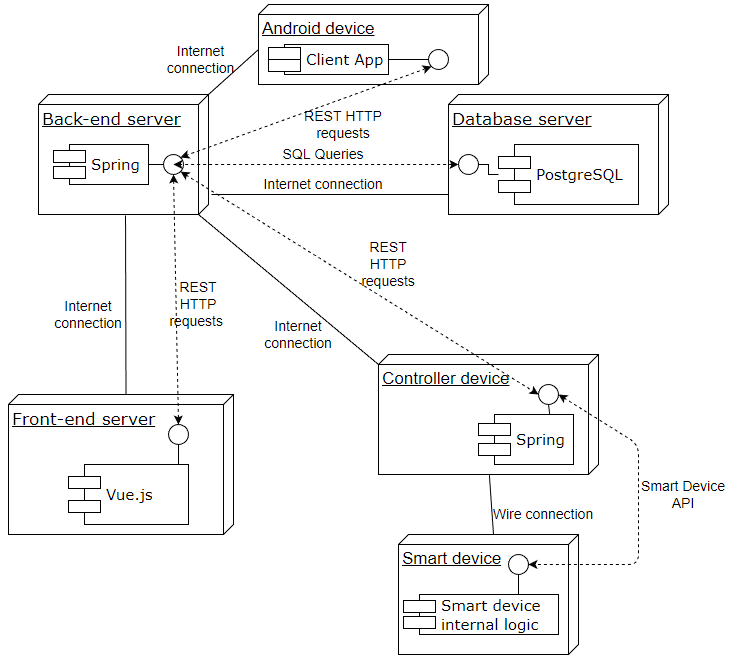 Android device
Client App
Internet
connection
Back-end server
Spring
REST HTTP
requests
SQL Queries
Internet connection
Database server
PostgreSQL
REST
HTTP
requests
REST
HTTP
requests
Internet
connection
Internet
connection
Controller device
Spring
Front-end server
Vue.js
Smart Device
API
Wire connection
Smart device
Smart device
internal logic